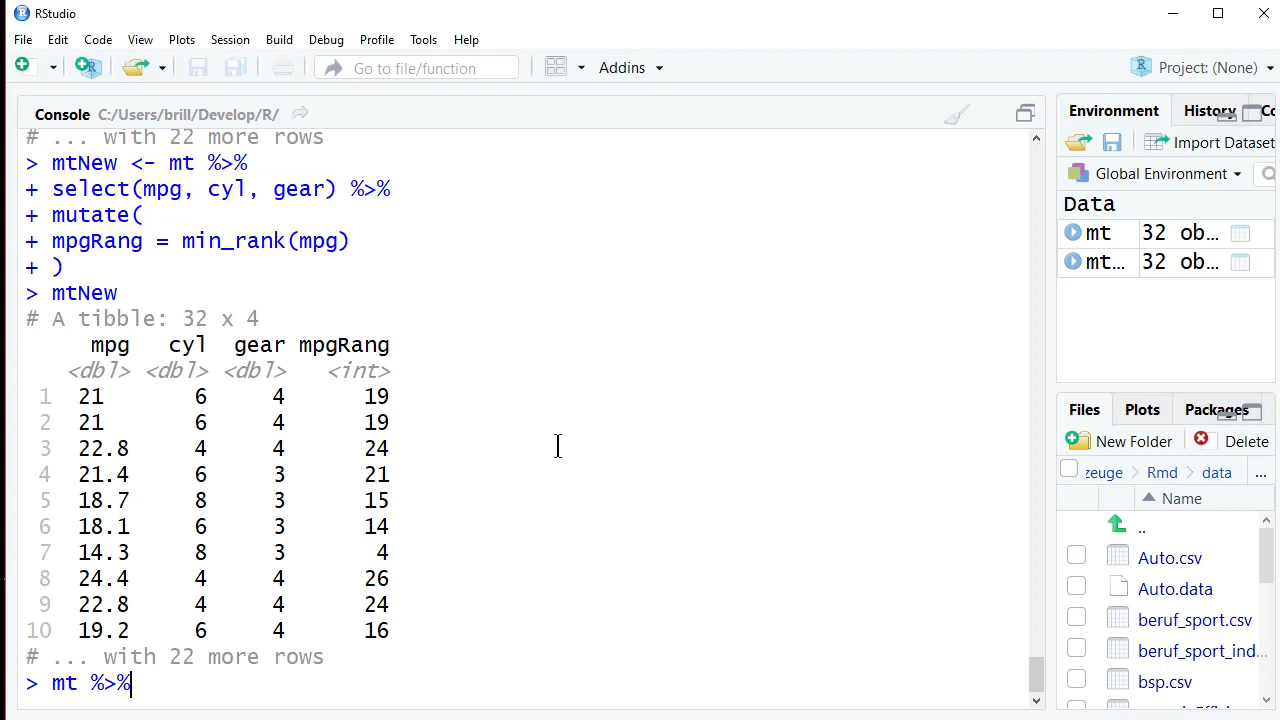 RStudio
File Edit Code View Plots Session Build Debug Profile Tools Help
Go to file/function Addins Project: (None)
Console C:/Users/brill/Develop/R/
# ... with 22 more rows
> mtNew <- mt %>%
+ select(mpg, cyl, gear) %>%
+ mutate(
+ mpgRang = min_rank(mpg)
+ )
> mtNew
# A tibble: 32 x 4
mpg cyl gear mpgRang
<dbl> <dbl> <dbl> <int>
1 21 6 4 19
2 21 6 4 19
3 22.8 4 4 24
4 21.4 6 3 21
5 18.7 8 3 15
6 18.1 6 3 14
7 14.3 8 3 4
8 24.4 4 4 26
9 22.8 4 4 24
10 19.2 6 4 16
# ... with 22 more rows
> mt %>%
Environment History Co
Import Dataset
Global Environment
Data
mt 32 ob...
mt... 32 ob...
Files Plots Packages
New Folder Delete
zeuge Rmd data ...
Name
..
Auto.csv
Auto.data
beruf_sport.csv
beruf_sport_ind...
bsp.csv